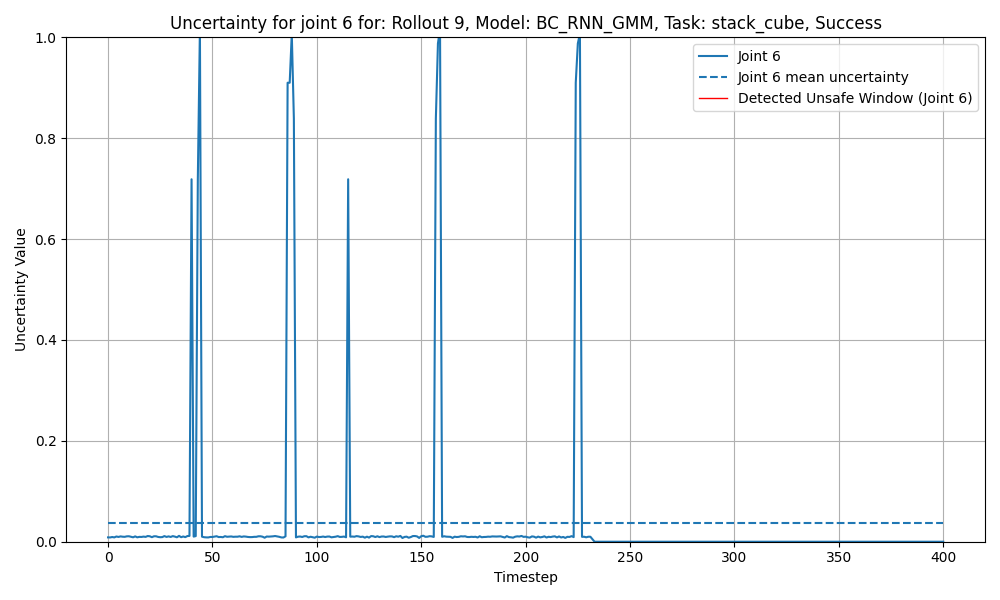 Uncertainty for joint 6 for: Rollout 9, Model: BC_RNN_GMM, Task: stack_cube, Success
Joint 6
Joint 6 mean uncertainty
Detected Unsafe Window (Joint 6)
Uncertainty Value
1.0
0.8
0.6
0.4
0.2
0.0
0 50 100 150 200 250 300 350 400
Timestep